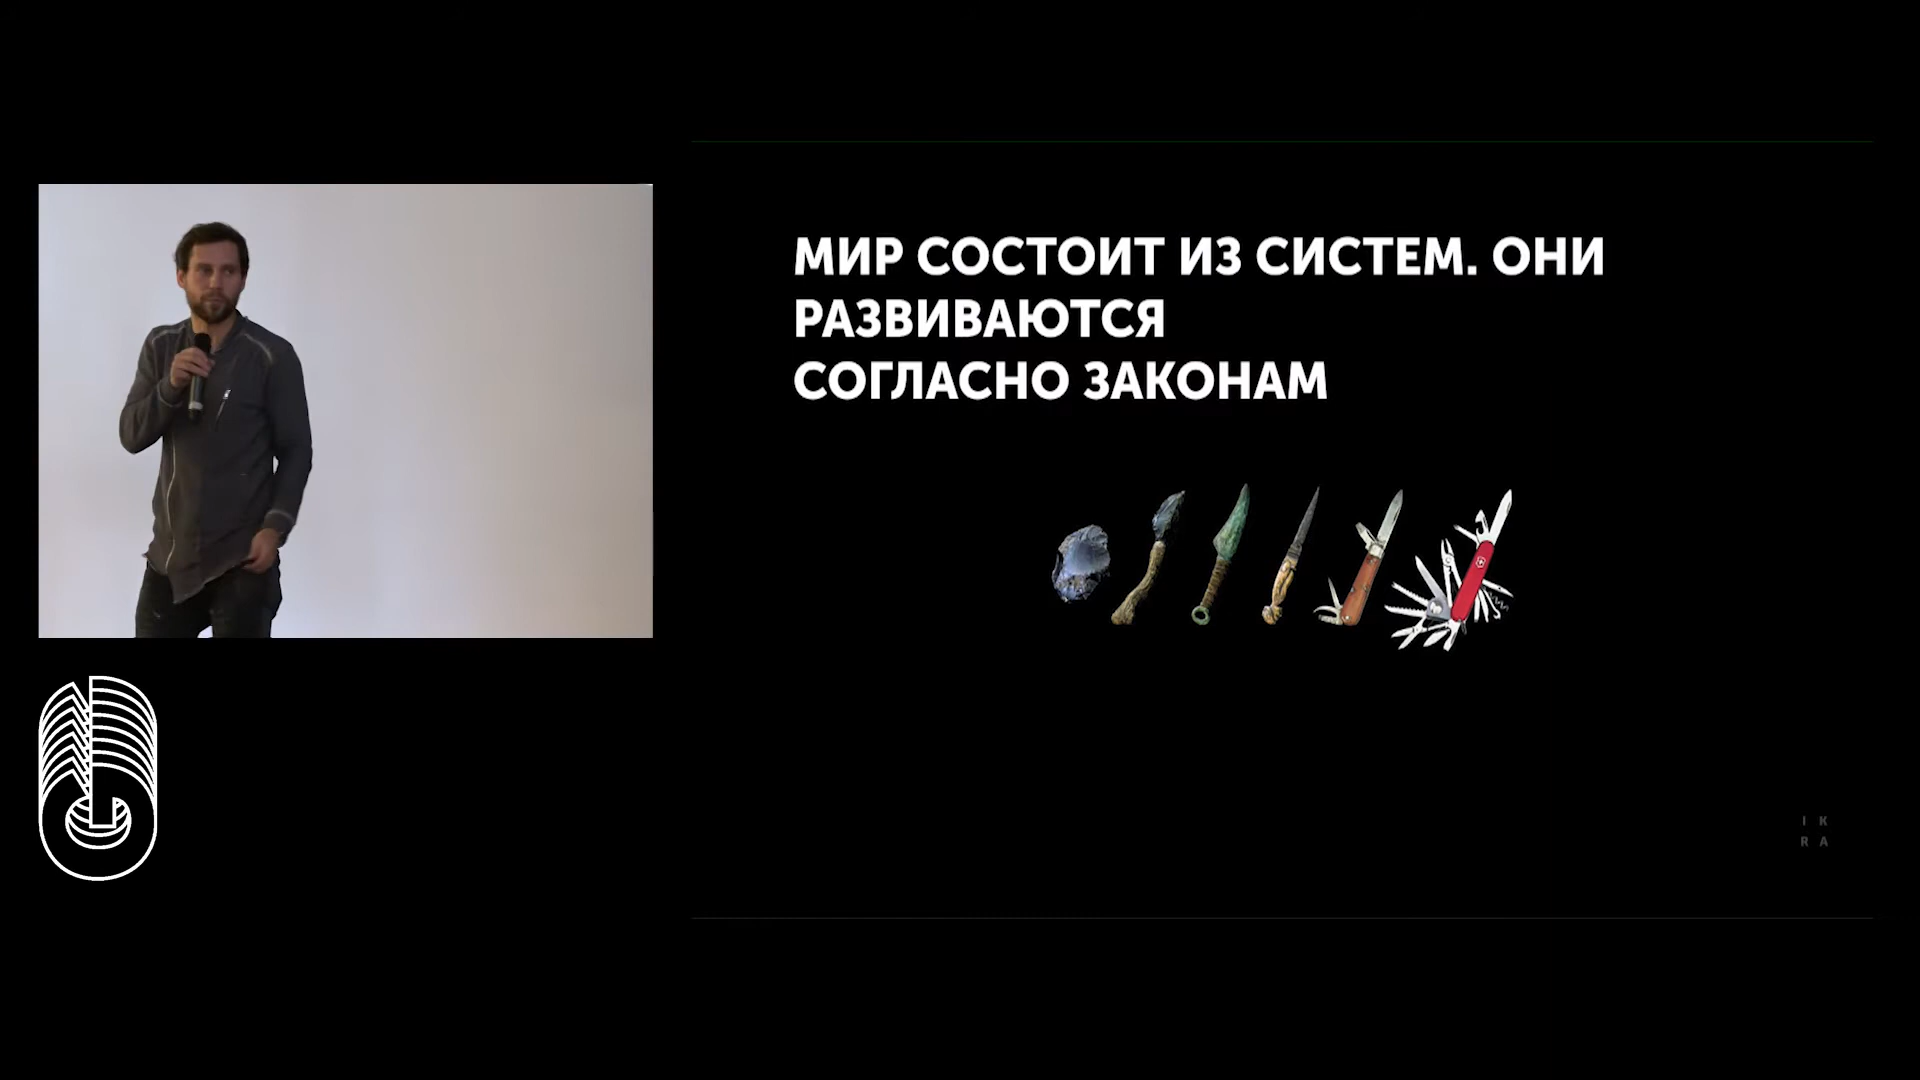 МИР СОСТОИТ ИЗ СИСТЕМ. ОНИ
РАЗВИВАЮТСЯ
СОГЛАСНО ЗАКОНАМ
I K
R A